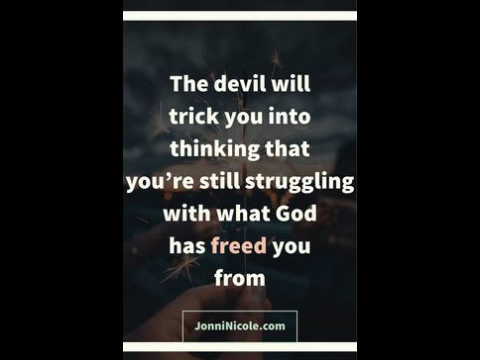 The devil will
trick you into
thinking that
you’re still struggling
with what God
has freed you
from
JonniNicole.com